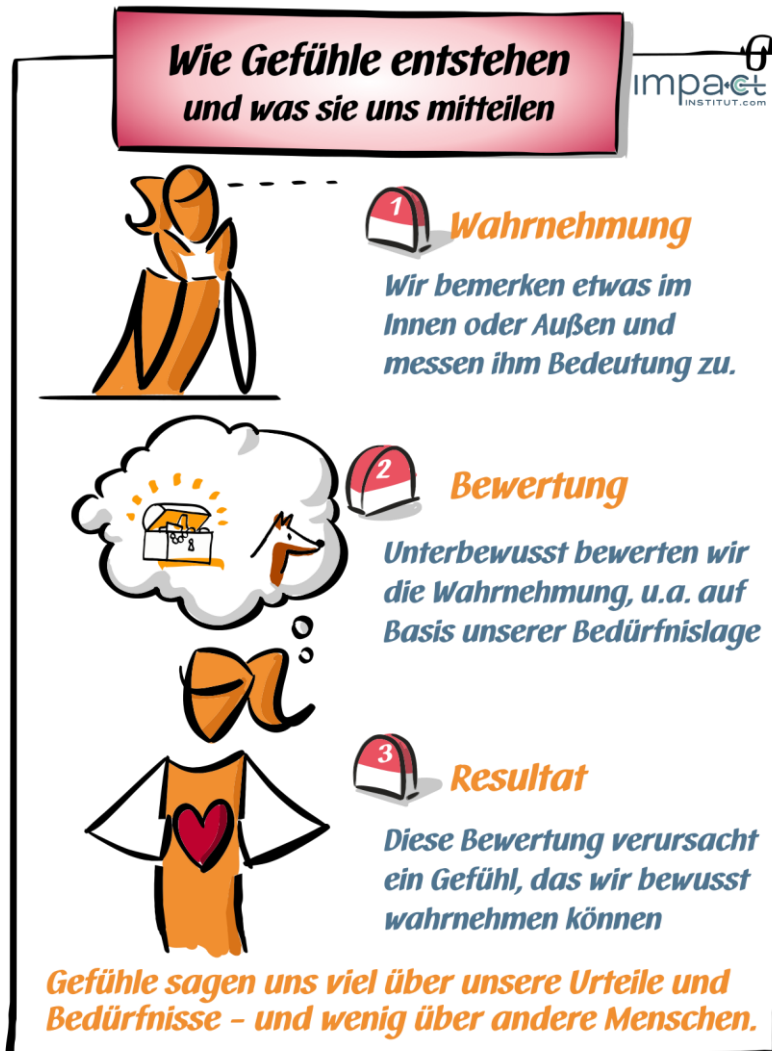 Wie Gefühle entstehen
und was sie uns mitteilen
impact
INSTITUT.com
1
Wahrnehmung
Wir bemerken etwas im
Innen oder Außen und
messen ihm Bedeutung zu.
2
Bewertung
Unterbewusst bewerten wir
die Wahrnehmung, u.a. auf
Basis unserer Bedürfnislage
3
Resultat
Diese Bewertung verursacht
ein Gefühl, das wir bewusst
wahrnehmen können
Gefühle sagen uns viel über unsere Urteile und
Bedürfnisse – und wenig über andere Menschen.